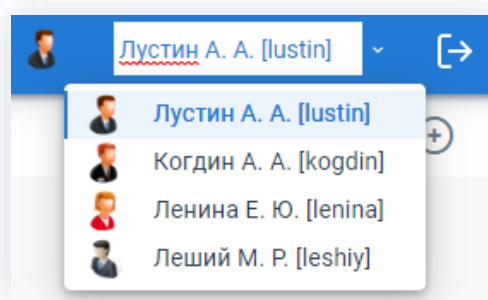 Лустин А. А. [lustin]
Лустин А. А. [lustin]
Когдин А. А. [kogdin]
Ленина Е. Ю. [lenina]
Леший М. Р. [leshiy]